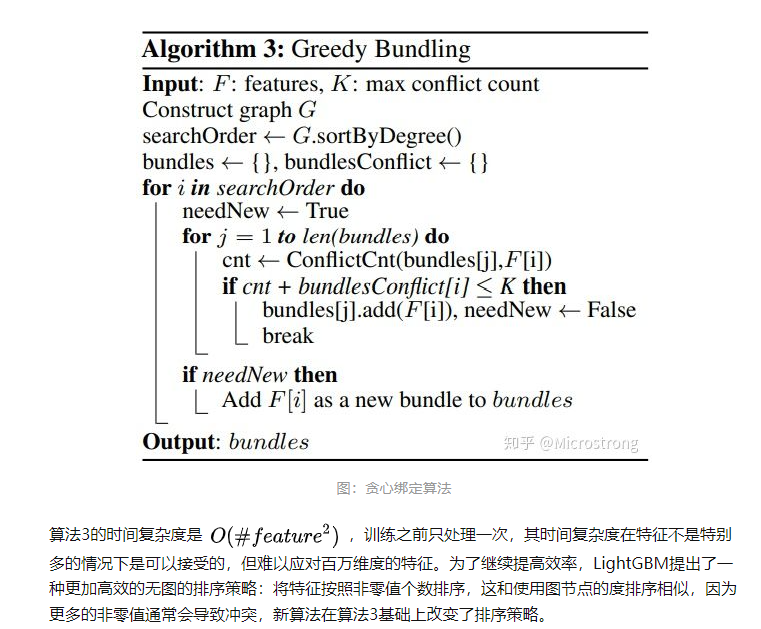 Algorithm 3: Greedy Bundling
Input: F: features, K: max conflict count
Construct graph G
searchOrder ← G.sortByDegree()
bundles ← {}, bundlesConflict ← {}
for i in searchOrder do
needNew ← True
for j = 1 to len(bundles) do
cnt ← ConflictCnt(bundles[j],F[i])
if cnt + bundlesConflict[i] ≤ K then
bundles[j].add(F[i]), needNew ← False
break
if needNew then
Add F[i] as a new bundle to bundles
Output: bundles
知乎 @Microstrong
图：贪心绑定算法
算法3的时间复杂度是 O(#feature²) ，训练之前只处理一次，其时间复杂度在特征不是特别
多的情况下是可以接受的，但难以应对百万维度的特征。为了继续提高效率，LightGBM提出了一
种更加高效的无图的排序策略：将特征按照非零值个数排序，这和使用图节点的度排序相似，因为
更多的非零值通常会导致冲突，新算法在算法3基础上改变了排序策略。